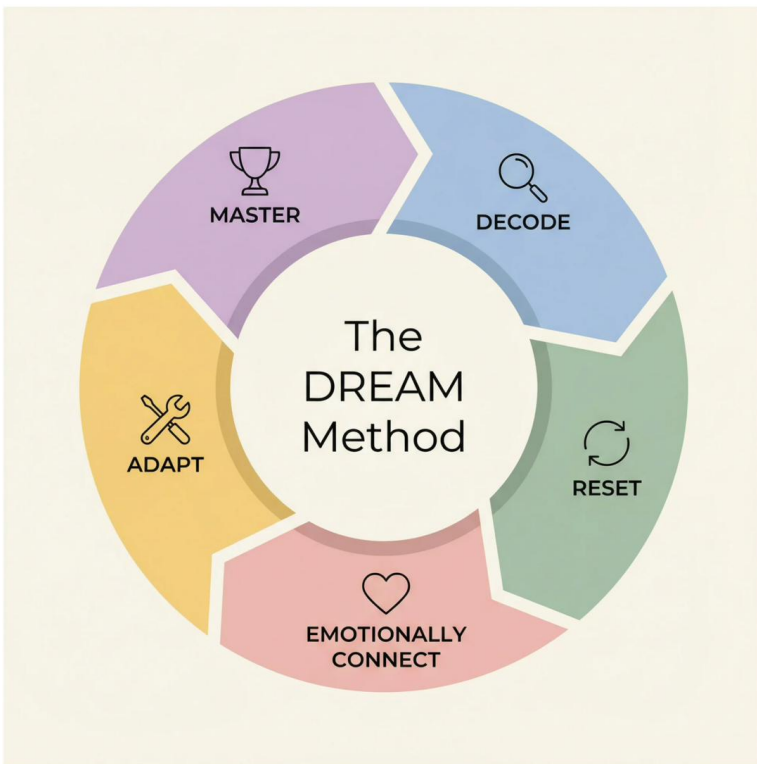 The
DREAM
Method
DECODE
RESET
EMOTIONALLY
CONNECT
ADAPT
MASTER